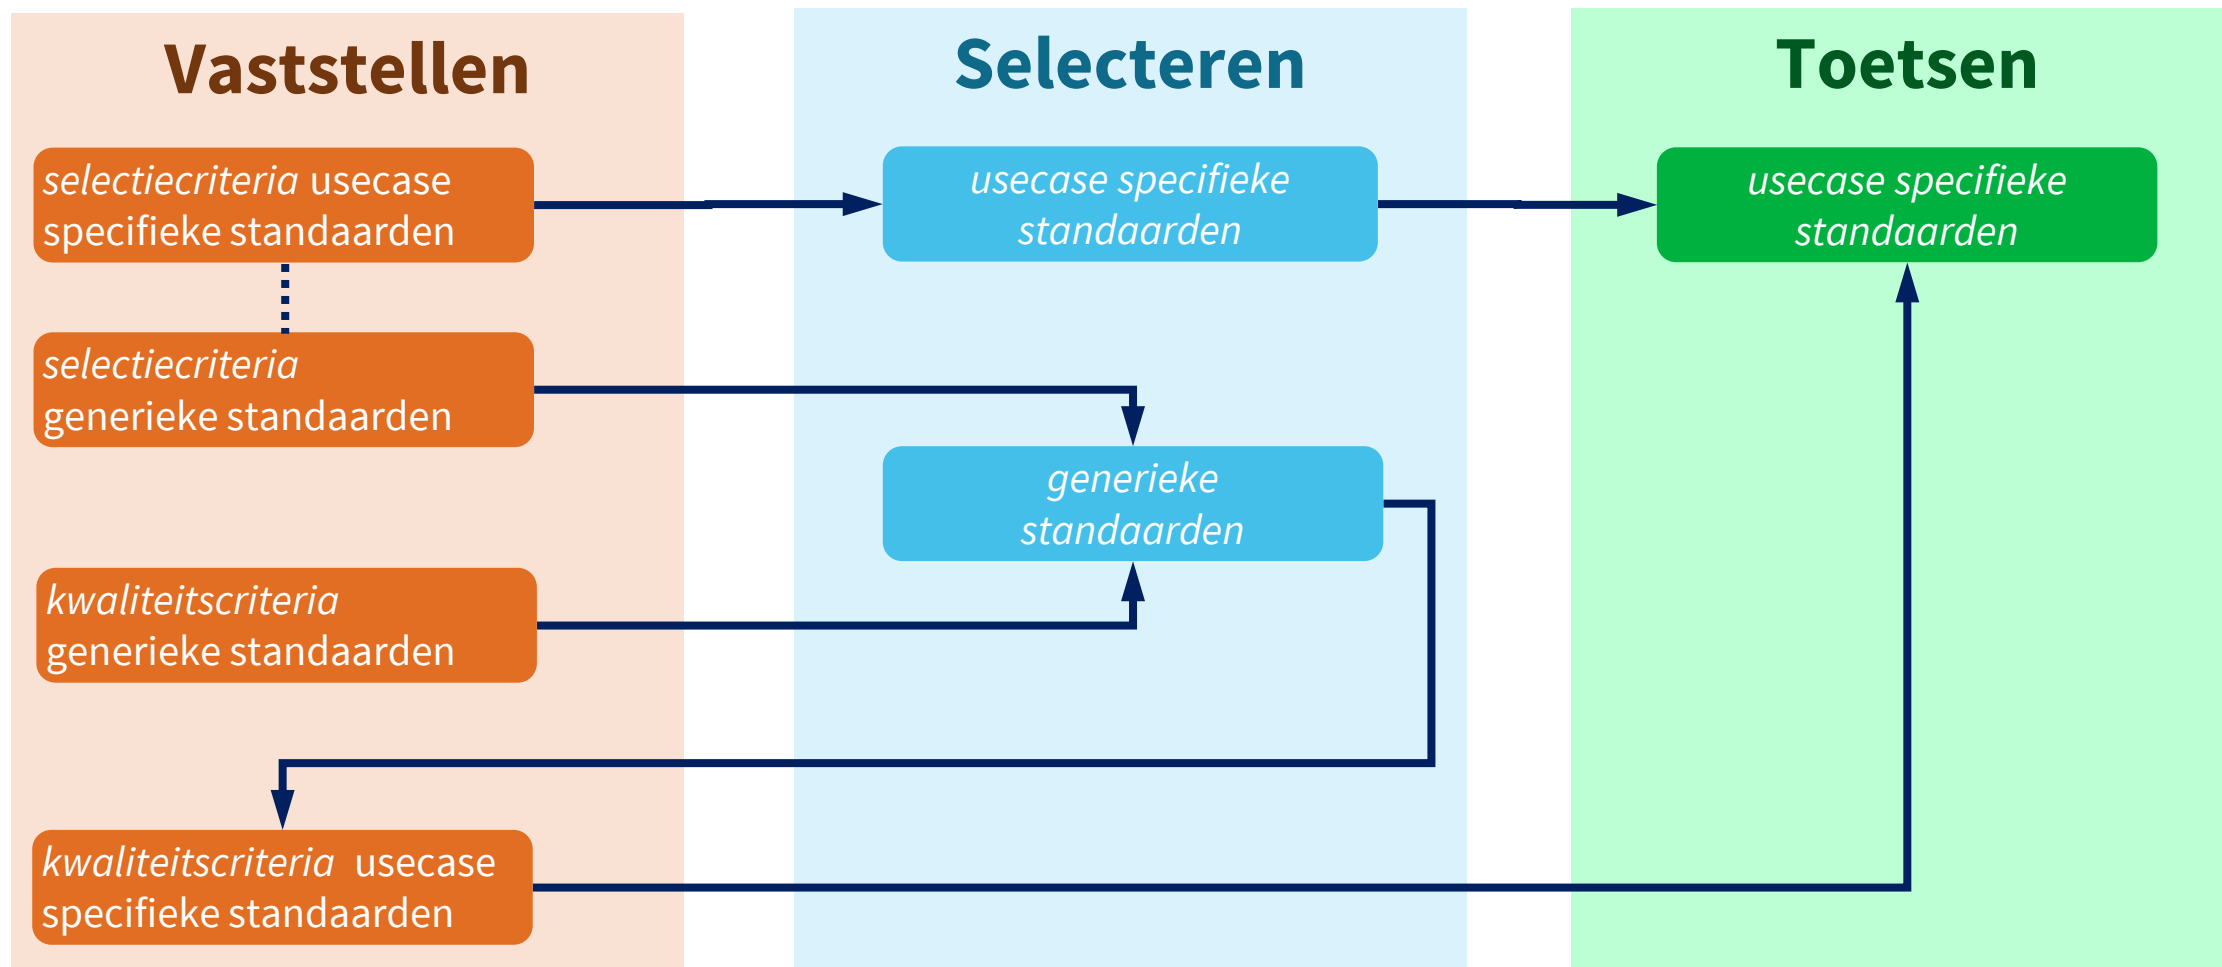 Vaststellen
selectiecriteria usecase
specifieke standaarden
selectiecriteria
generieke standaarden
kwaliteitscriteria
generieke standaarden
kwaliteitscriteria usecase
specifieke standaarden
Selecteren
usecase specifieke
standaarden
generieke
standaarden
Toetsen
usecase specifieke
standaarden